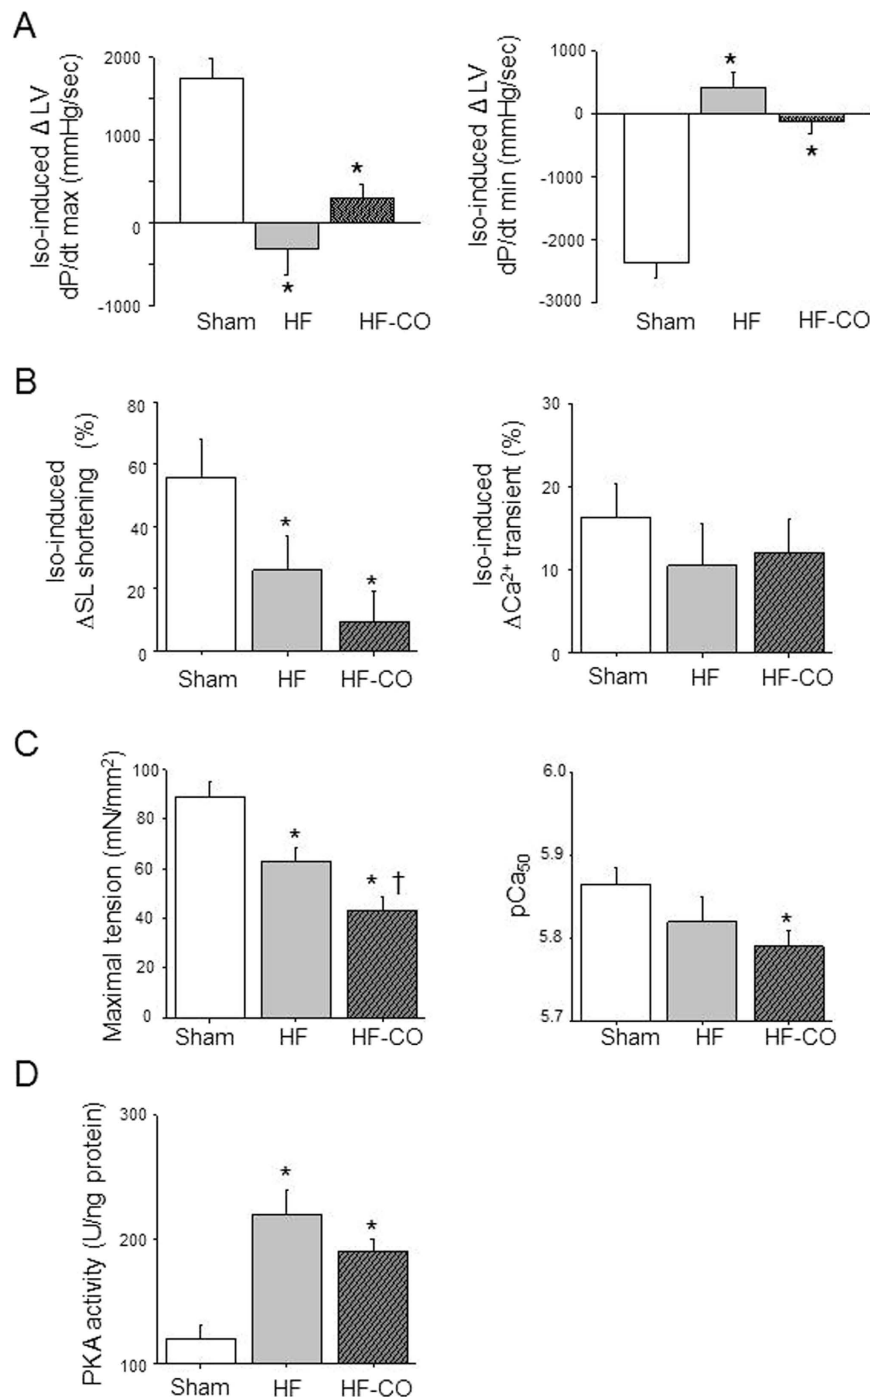 A
Iso-induced Δ LV
dP/dt max (mmHg/sec)
2000
1000
0
-1000
*
*
Sham HF HF-CO
Iso-induced Δ LV
dP/dt min (mmHg/sec)
1000
0
-1000
-2000
-3000
*
*
Sham HF HF-CO
B
Iso-induced
ΔSL shortening (%)
80
60
40
20
0
*
*
Sham HF HF-CO
Iso-induced
ΔCa²⁺ transient (%)
30
20
10
0
Sham HF HF-CO
C
Maximal tension (mN/mm²)
100
80
60
40
20
0
*
* †
Sham HF HF-CO
pCa₅₀
6.0
5.9
5.8
5.7
*
Sham HF HF-CO
D
PKA activity (U/ng protein)
300
200
100
*
*
Sham HF HF-CO